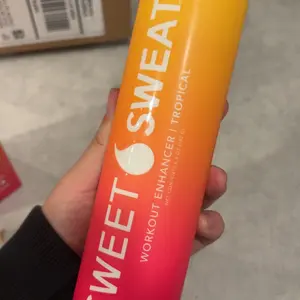 SWEET SWEAT
WORKOUT ENHANCER | TROPICAL